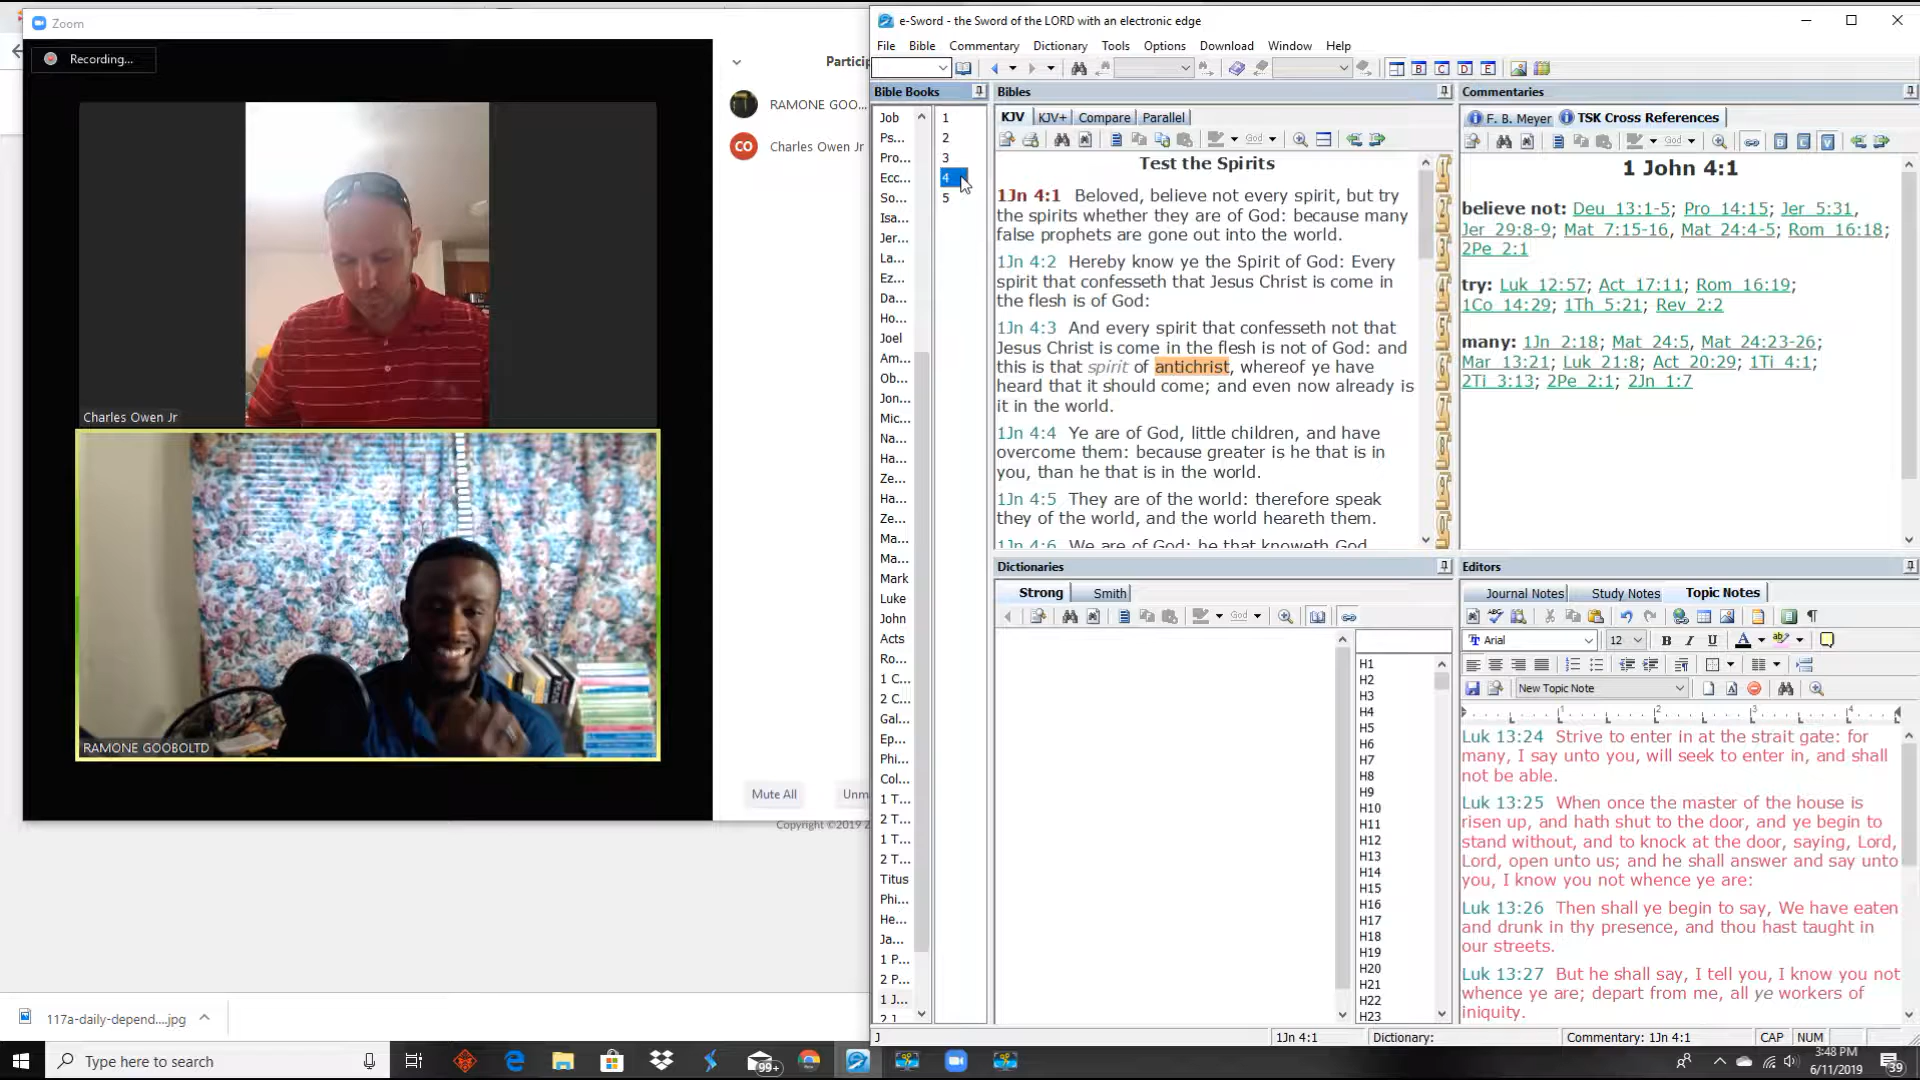 Zoom
Recording...
Charles Owen Jr
RAMONE GOOBOLTD
Particip
RAMONE GOO...
CO Charles Owen Jr
Mute All
Unm
Copyright ©2019 Z
e-Sword - the Sword of the LORD with an electronic edge
File Bible Commentary Dictionary Tools Options Download Window Help
B C D E
Bible Books
Job
Ps...
Pro...
Ecc...
So...
Isa...
Jer...
La...
Ez...
Da...
Ho...
Joel
Am...
Ob...
Jon...
Mic...
Na...
Ha...
Ze...
Ha...
Ze...
Ma...
Ma...
Mark
Luke
John
Acts
Ro...
1 C...
2 C...
Gal...
Ep...
Phi...
Col...
1 T...
2 T...
1 T...
2 T...
Titus
Phi...
He...
Ja...
1 P...
2 P...
1 J...
2 J
1
2
3
4
5
Bibles
KJV KJV+ Compare Parallel
God
Test the Spirits
1Jn 4:1 Beloved, believe not every spirit, but try
the spirits whether they are of God: because many
false prophets are gone out into the world.
1Jn 4:2 Hereby know ye the Spirit of God: Every
spirit that confesseth that Jesus Christ is come in
the flesh is of God:
1Jn 4:3 And every spirit that confesseth not that
Jesus Christ is come in the flesh is not of God: and
this is that spirit of antichrist, whereof ye have
heard that it should come; and even now already is
it in the world.
1Jn 4:4 Ye are of God, little children, and have
overcome them: because greater is he that is in
you, than he that is in the world.
1Jn 4:5 They are of the world: therefore speak
they of the world, and the world heareth them.
1Jn 4:6 We are of God: he that knoweth God
Commentaries
F. B. Meyer TSK Cross References
God B C V
1 John 4:1
believe not: Deu 13:1-5; Pro 14:15; Jer 5:31,
Jer 29:8-9; Mat 7:15-16, Mat 24:4-5; Rom 16:18;
2Pe 2:1
try: Luk 12:57; Act 17:11; Rom 16:19;
1Co 14:29; 1Th 5:21; Rev 2:2
many: 1Jn 2:18; Mat 24:5, Mat 24:23-26;
Mar 13:21; Luk 21:8; Act 20:29; 1Ti 4:1;
2Ti 3:13; 2Pe 2:1; 2Jn 1:7
Dictionaries
Strong Smith
God
H1
H2
H3
H4
H5
H6
H7
H8
H9
H10
H11
H12
H13
H14
H15
H16
H17
H18
H19
H20
H21
H22
H23
Editors
Journal Notes Study Notes Topic Notes
Arial 12 B I U A
New Topic Note
1 2 3 4
Luk 13:24 Strive to enter in at the strait gate: for
many, I say unto you, will seek to enter in, and shall
not be able.
Luk 13:25 When once the master of the house is
risen up, and hath shut to the door, and ye begin to
stand without, and to knock at the door, saying, Lord,
Lord, open unto us; and he shall answer and say unto
you, I know you not whence ye are:
Luk 13:26 Then shall ye begin to say, We have eaten
and drunk in thy presence, and thou hast taught in
our streets.
Luk 13:27 But he shall say, I tell you, I know you not
whence ye are; depart from me, all ye workers of
iniquity.
J 1Jn 4:1 Dictionary: Commentary: 1Jn 4:1 CAP NUM
117a-daily-depend....jpg
Type here to search
99+
3:48 PM
6/11/2019
39